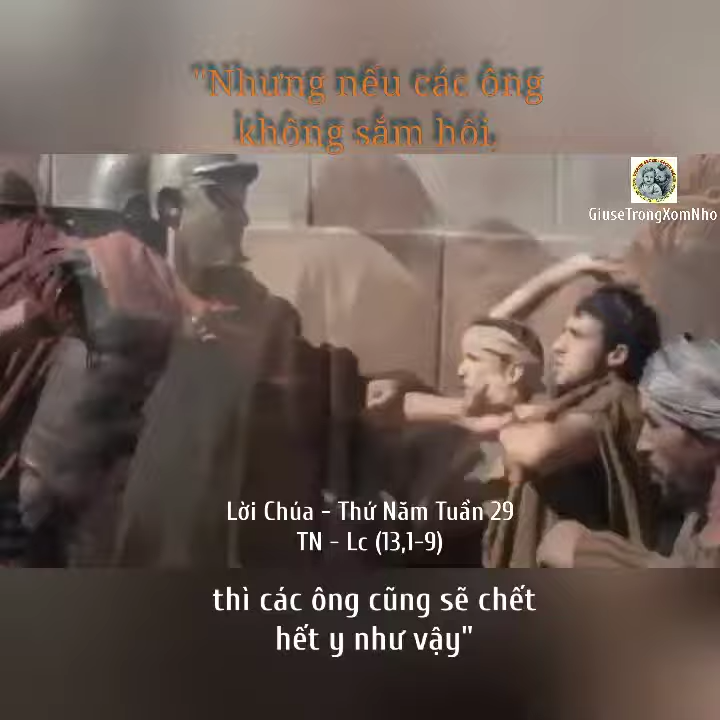 "Nhưng nếu các ông
không sắm hối,
GiuseTrongXomNho
Lời Chúa - Thứ Năm Tuần 29
TN - Lc (13,1-9)
thì các ông cũng sẽ chết
hết y như vậy"